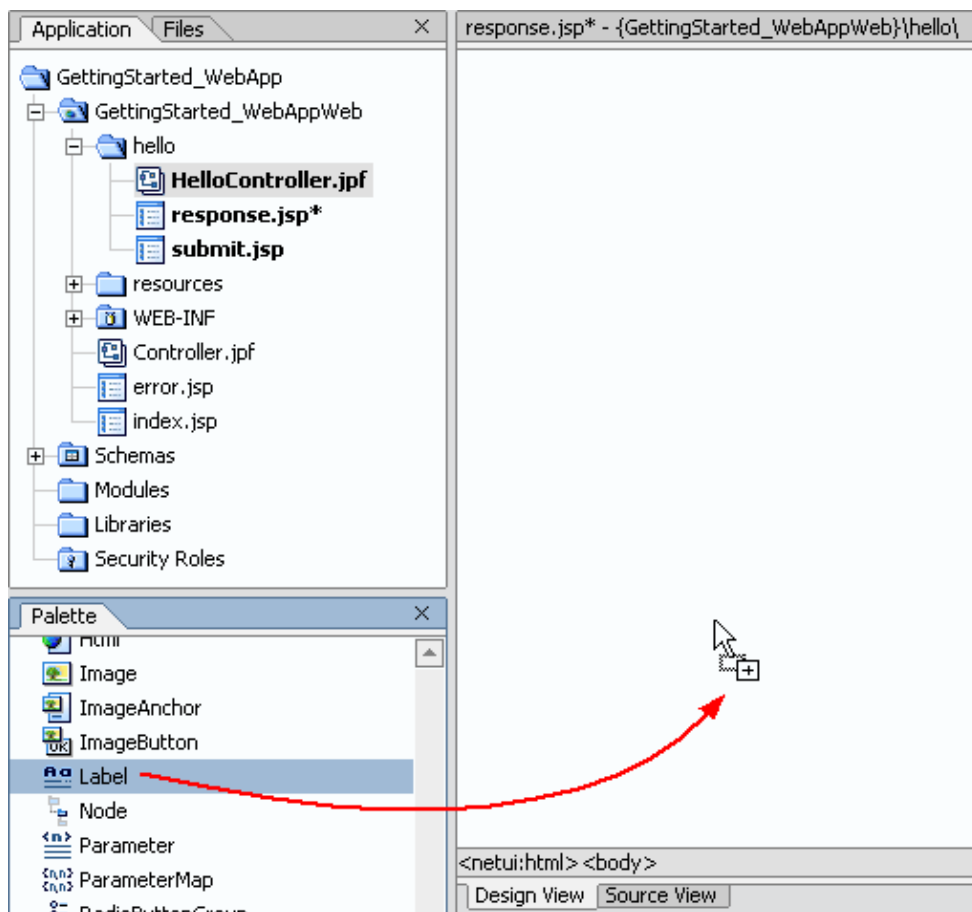 Application Files
GettingStarted_WebApp
GettingStarted_WebAppWeb
hello
HelloController.jpf
response.jsp*
submit.jsp
resources
WEB-INF
Controller.jpf
error.jsp
index.jsp
Schemas
Modules
Libraries
Security Roles
Palette
Html
Image
ImageAnchor
ImageButton
Label
Node
Parameter
ParameterMap
RadioButtonGroup
response.jsp* - {GettingStarted_WebAppWeb}\hello\
<netui:html> <body>
Design View Source View